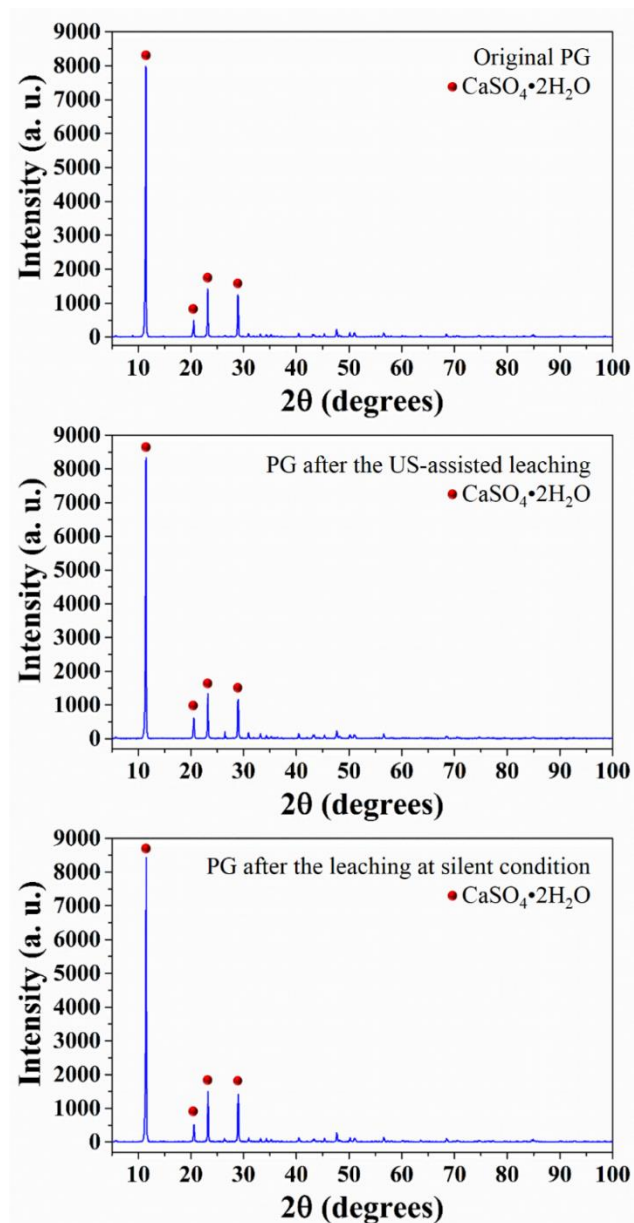 Original PG
CaSO₄•2H₂O
9000
8000
7000
6000
5000
4000
3000
2000
1000
0
Intensity (a. u.)
10 20 30 40 50 60 70 80 90 100
2θ (degrees)
PG after the US-assisted leaching
CaSO₄•2H₂O
9000
8000
7000
6000
5000
4000
3000
2000
1000
0
Intensity (a. u.)
10 20 30 40 50 60 70 80 90 100
2θ (degrees)
PG after the leaching at silent condition
CaSO₄•2H₂O
9000
8000
7000
6000
5000
4000
3000
2000
1000
0
Intensity (a. u.)
10 20 30 40 50 60 70 80 90 100
2θ (degrees)